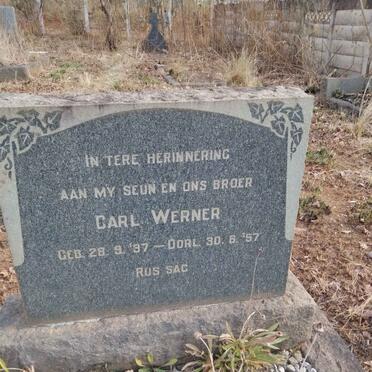 IN TERE HERINNERING
AAN MY SEUN EN ONS BROER
CARL WERNER
GEB. 28. 9. '37 — OORL. 30. 6. '57
RUS SAG